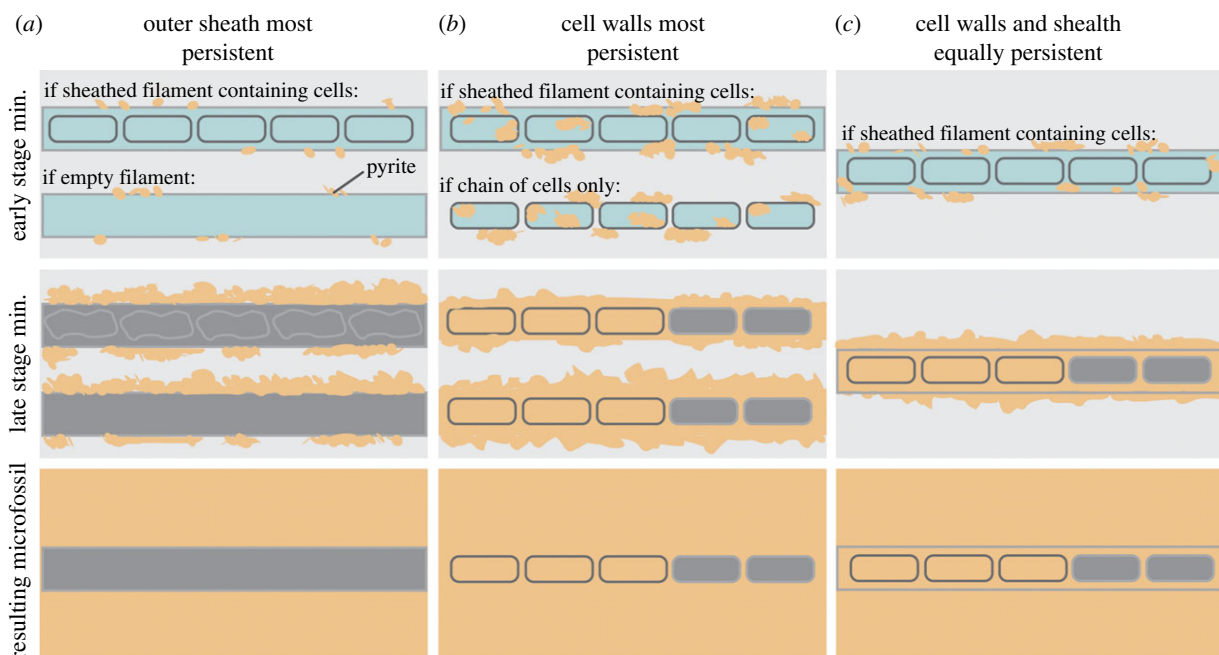 (a) outer sheath most
persistent
(b) cell walls most
persistent
(c) cell walls and shealth
equally persistent
early stage min.
if sheathed filament containing cells:
if empty filament:
pyrite
if sheathed filament containing cells:
if chain of cells only:
if sheathed filament containing cells:
late stage min.
resulting microfossil